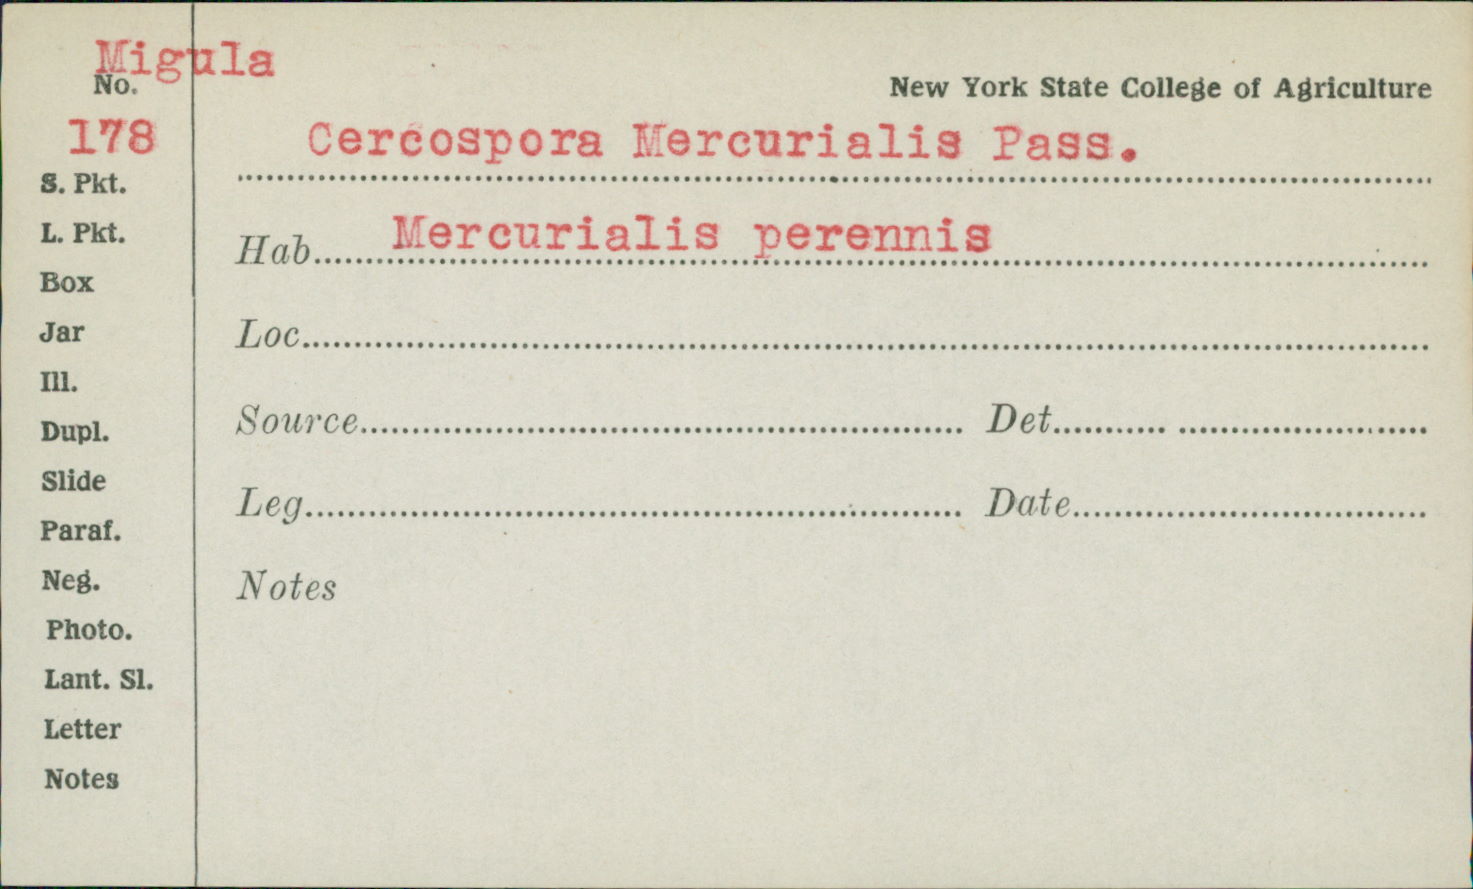 Migula
No.
178
New York State College of Agriculture
Cercospora Mercurialis Pass.
S. Pkt.
L. Pkt.
Box
Jar
Ill.
Dupl.
Slide
Paraf.
Neg.
Photo.
Lant. Sl.
Letter
Notes
Hab. Mercurialis perennis
Loc.
Source. Det.
Leg. Date.
Notes